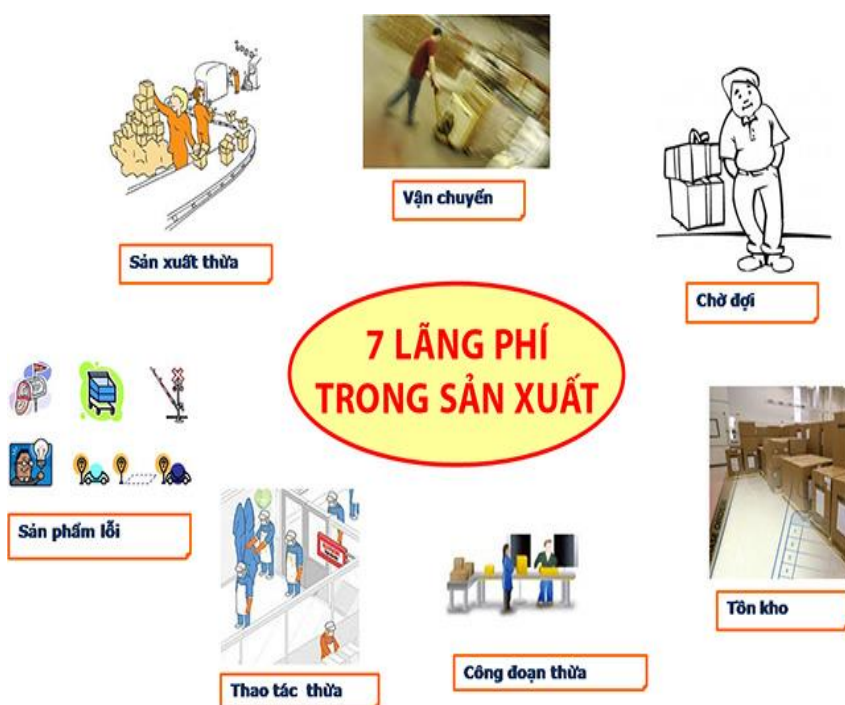 Vận chuyển
Sản xuất thừa
Chờ đợi
7 LÃNG PHÍ
TRONG SẢN XUẤT
Sản phẩm lỗi
Tồn kho
Công đoạn thừa
Thao tác thừa